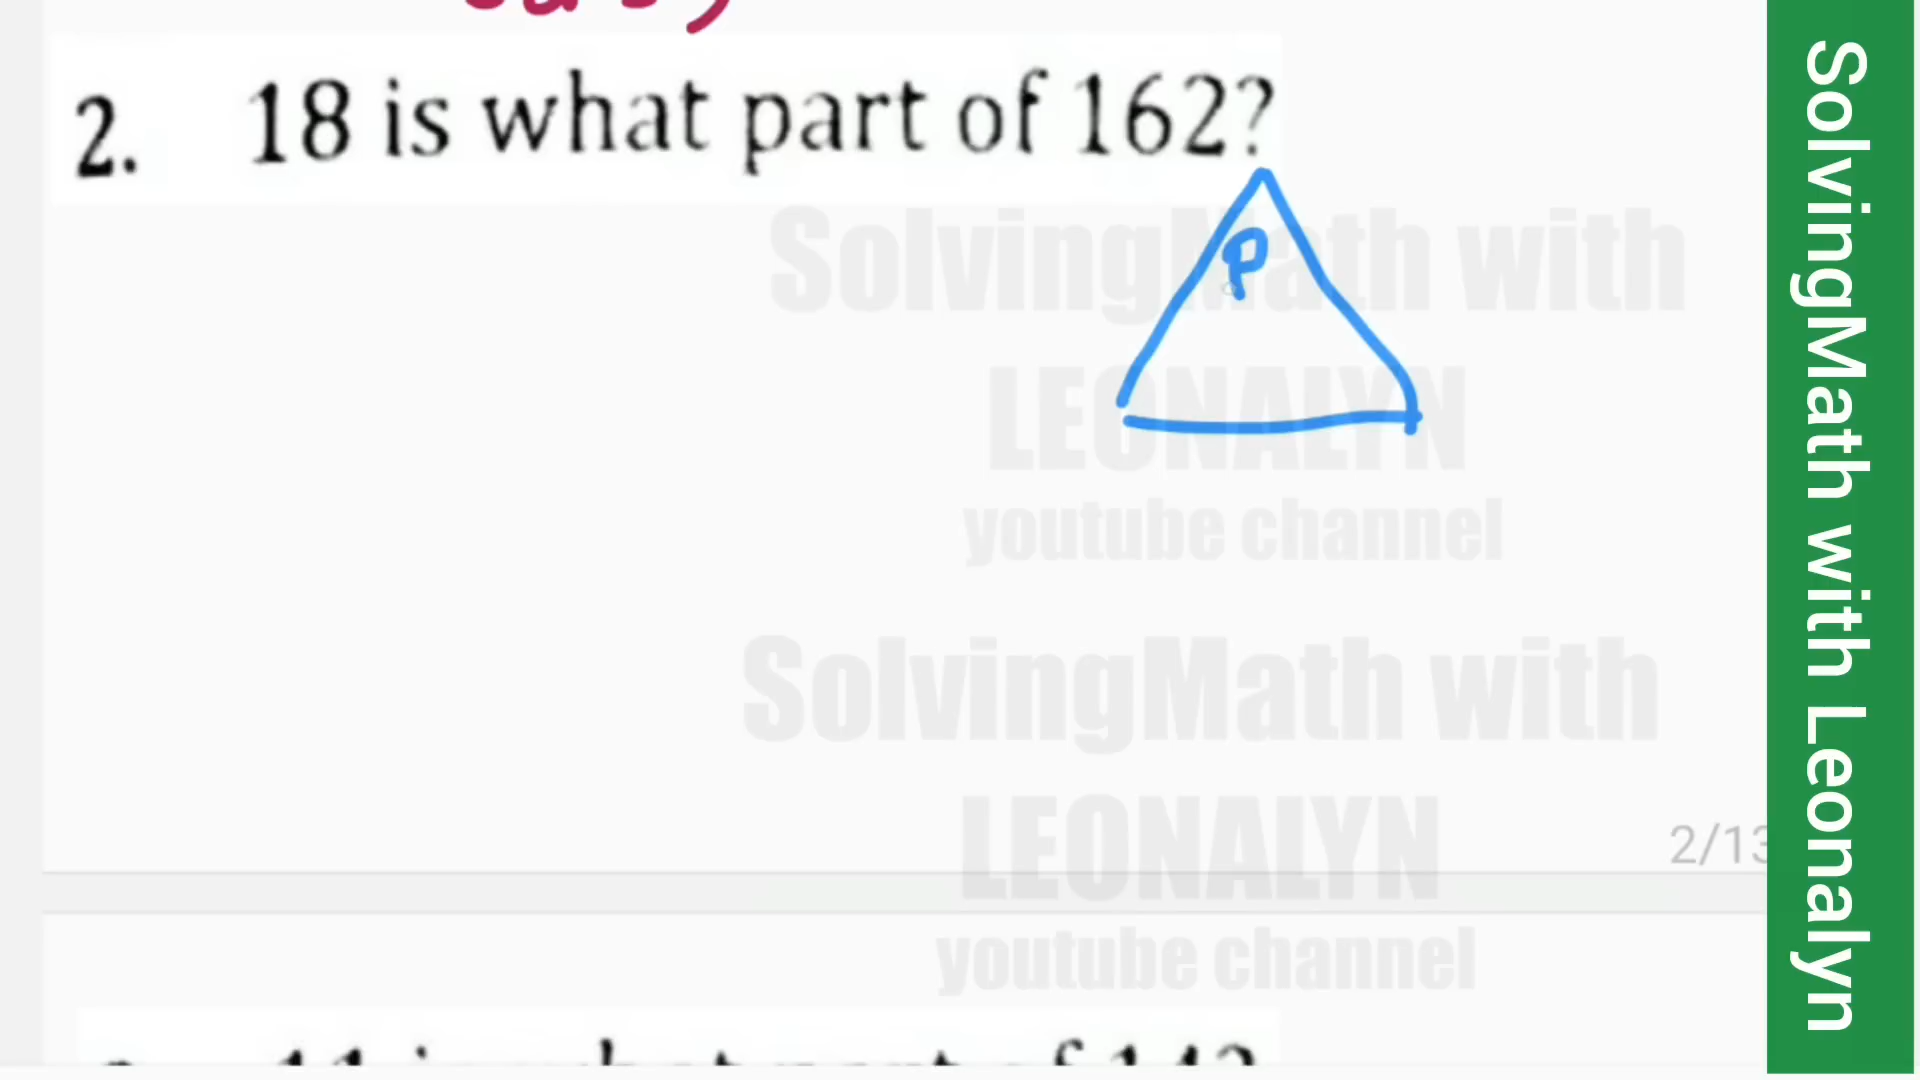 2. 18 is what part of 162?
P
SolvingMath with
LEONALYN
youtube channel
SolvingMath with
LEONALYN
youtube channel
2/13
SolvingMath with Leonalyn